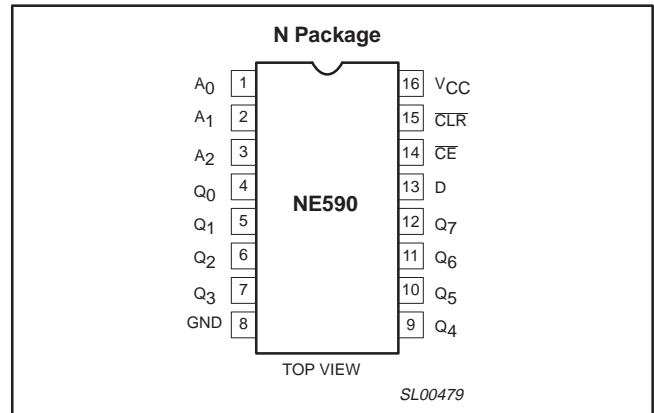 N Package
A0 1 16 VCC
A1 2 15 CLR
A2 3 14 CE
Q0 4 13 D
NE590
Q1 5 12 Q7
Q2 6 11 Q6
Q3 7 10 Q5
GND 8 9 Q4
TOP VIEW
SL00479